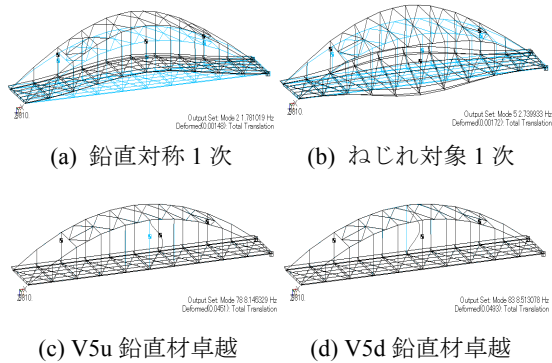 Output Set: Mode 2 1.781019 Hz
Deformed(0.00148): Total Translation
Output Set: Mode 5 2.739933 Hz
Deformed(0.00172): Total Translation
(a) 鉛直対称 1 次
(b) ねじれ対象 1 次
Output Set: Mode 78 8.145329 Hz
Deformed(0.0451): Total Translation
Output Set: Mode 83 8.513078 Hz
Deformed(0.0493): Total Translation
(c) V5u 鉛直材卓越
(d) V5d 鉛直材卓越